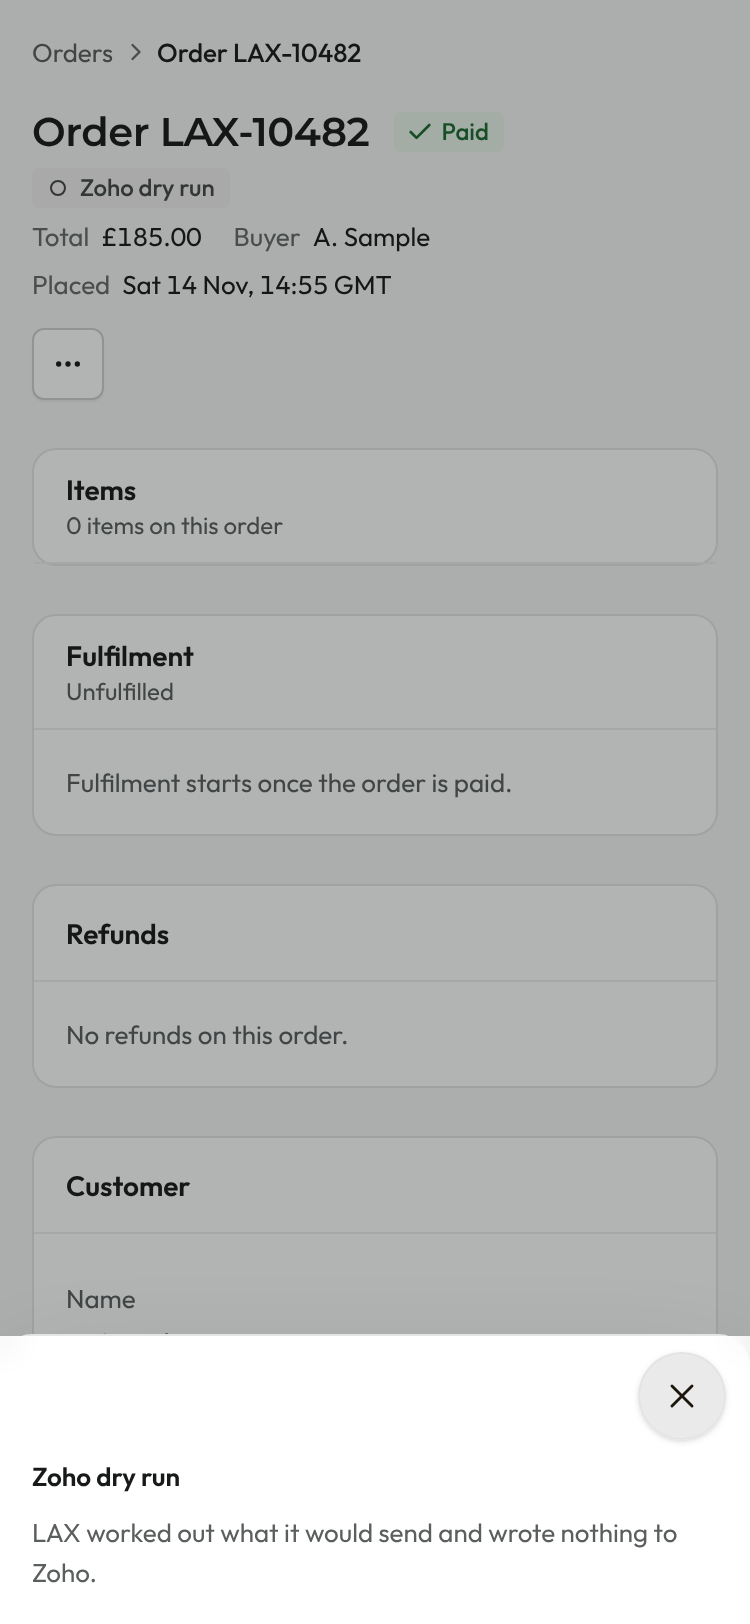 Orders > Order LAX-10482
Order LAX-10482 Paid
Zoho dry run
Total £185.00 Buyer A. Sample
Placed Sat 14 Nov, 14:55 GMT
Items
0 items on this order
Fulfilment
Unfulfilled
Fulfilment starts once the order is paid.
Refunds
No refunds on this order.
Customer
Name
Zoho dry run
LAX worked out what it would send and wrote nothing to
Zoho.